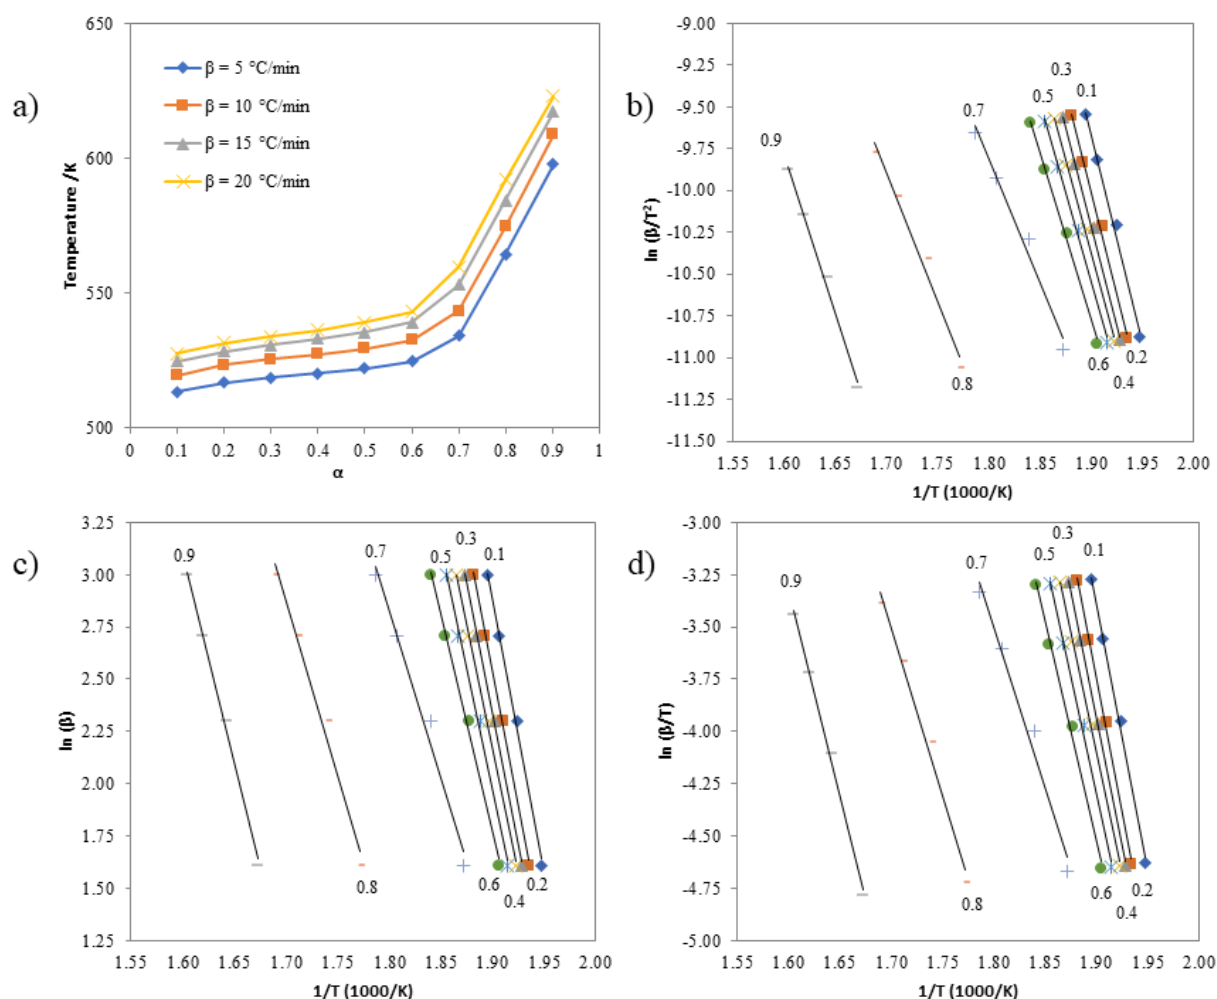 a)
650
600
550
500
Temperature /K
β = 5 °C/min
β = 10 °C/min
β = 15 °C/min
β = 20 °C/min
0 0.1 0.2 0.3 0.4 0.5 0.6 0.7 0.8 0.9 1
α
b)
-9.00
-9.25
-9.50
-9.75
-10.00
-10.25
-10.50
-10.75
-11.00
-11.25
-11.50
ln (β/T²)
0.3
0.5 0.1
0.7
0.9
0.8
0.6 0.2
0.4
1.55 1.60 1.65 1.70 1.75 1.80 1.85 1.90 1.95 2.00
1/T (1000/K)
c)
3.25
3.00
2.75
2.50
2.25
2.00
1.75
1.50
1.25
ln (β)
0.3
0.9 0.7 0.5 0.1
0.8 0.6 0.2
0.4
1.55 1.60 1.65 1.70 1.75 1.80 1.85 1.90 1.95 2.00
1/T (1000/K)
d)
-3.00
-3.25
-3.50
-3.75
-4.00
-4.25
-4.50
-4.75
-5.00
ln (β/T)
0.3
0.7 0.5 0.1
0.9
0.8 0.6 0.2
0.4
1.55 1.60 1.65 1.70 1.75 1.80 1.85 1.90 1.95 2.00
1/T (1000/K)